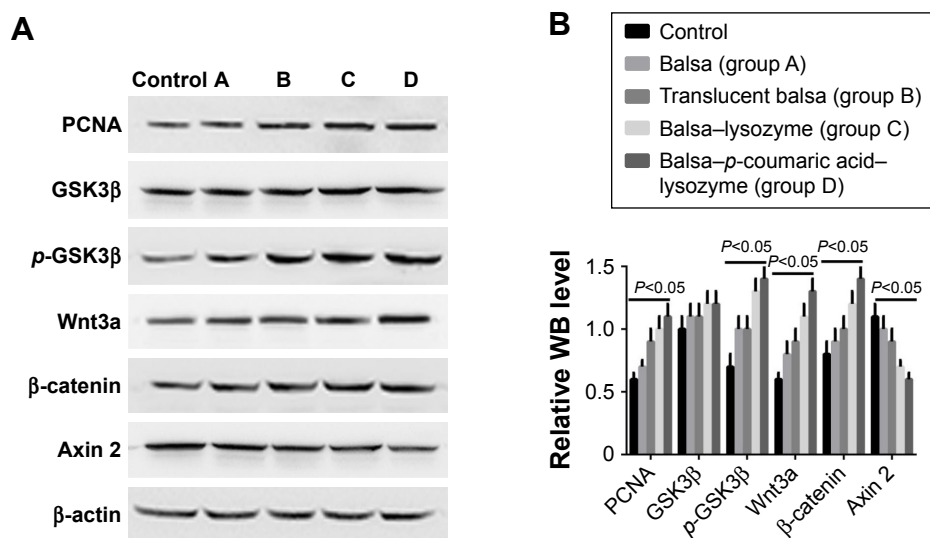 A
Control A B C D
PCNA
GSK3β
p-GSK3β
Wnt3a
β-catenin
Axin 2
β-actin
B
Control
Balsa (group A)
Translucent balsa (group B)
Balsa–lysozyme (group C)
Balsa–p-coumaric acid–
lysozyme (group D)
Relative WB level
1.5
1.0
0.5
0.0
P<0.05
P<0.05
P<0.05
P<0.05
P<0.05
PCNA
GSK3β
p-GSK3β
Wnt3a
β-catenin
Axin 2